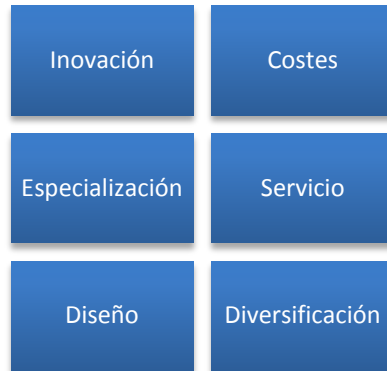 Inovación
Costes
Especialización
Servicio
Diseño
Diversificación